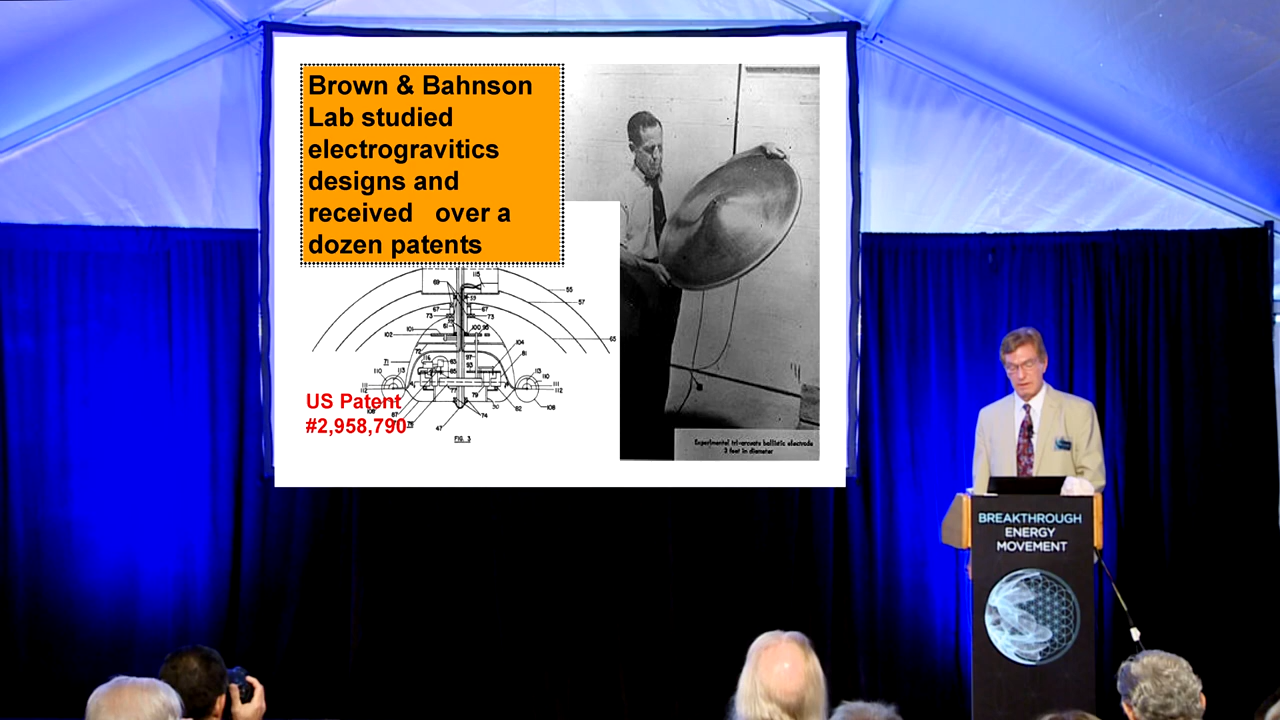 Brown & Bahnson
Lab studied
electrogravitics
designs and
received over a
dozen patents
US Patent
#2,958,790
FIG. 3
Experimental tri-arcuate ballistic electrode
2 feet in diameter
BREAKTHROUGH
ENERGY
MOVEMENT